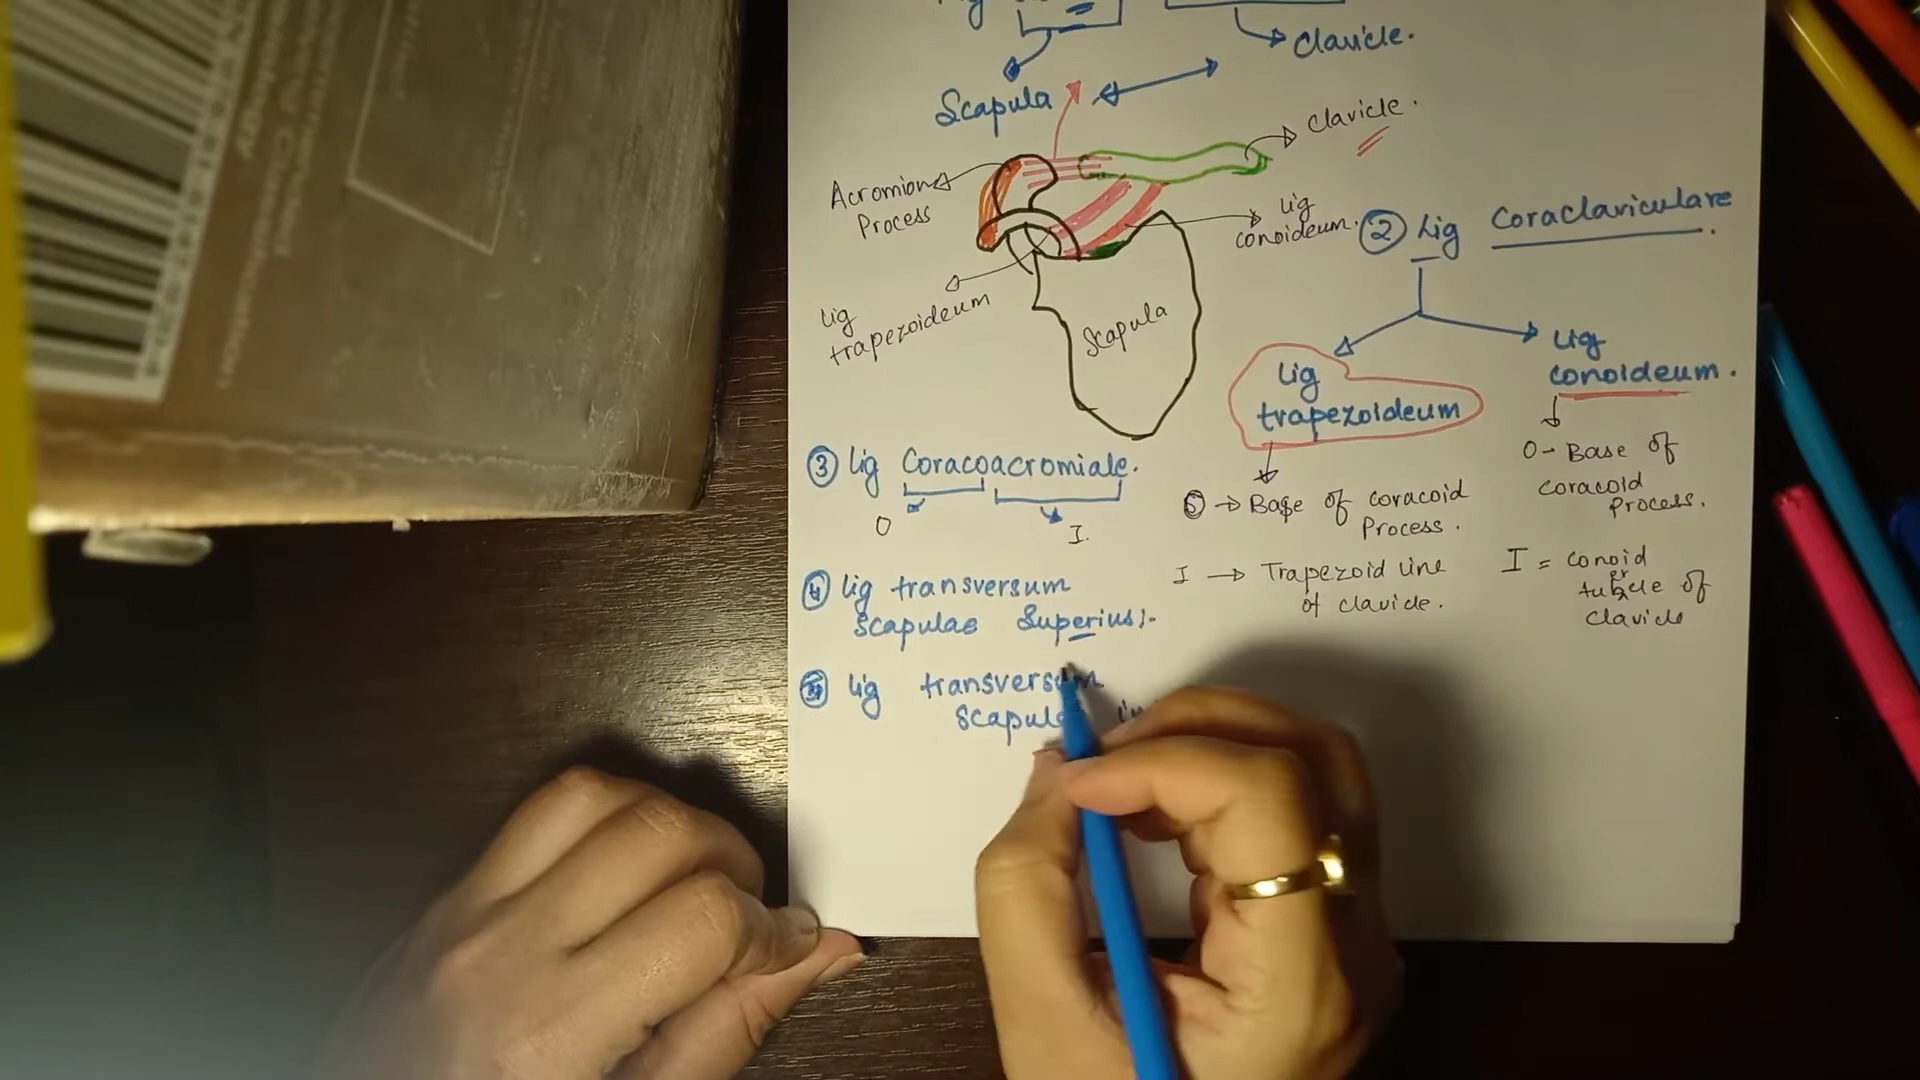 Clavicle.
Scapula
Clavicle.
Acromion
Process
lig
conoideum.
② Lig Coraclaviculare.
lig
trapezoideum
Scapula
lig
trapezoideum
Lig
conoideum.
③ lig Coracoacromiale.
O
I.
O → Base of coracoid
Process.
I → Trapezoid line
of clavicle.
O - Base of
coracoid
Process.
I = conoid
tubercle of
clavicle
④ lig transversum
scapulae Superius:-
lig transversum